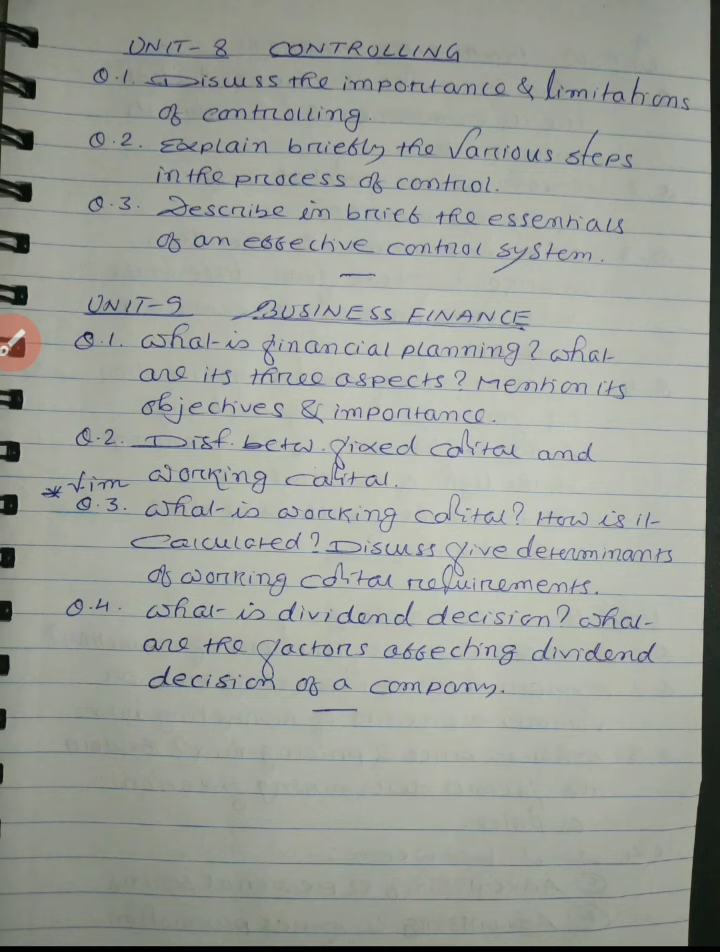 UNIT-8 CONTROLLING
Q.1. Discuss the importance & limitations
of controlling.
Q.2. Explain briefly the various steps
in the process of control.
Q.3. Describe in brief the essentials
of an effective control system.
UNIT-9 BUSINESS FINANCE
Q.1. What is financial planning? What
are its three aspects? Mention its
objectives & importance.
Q.2. Disf. betw. fixed capital and
working capital.
* V.im
Q.3. What is working capital? How is it
calculated? Discuss five determinants
of working capital requirements.
Q.4. What is dividend decision? What
are the factors affecting dividend
decision of a company.